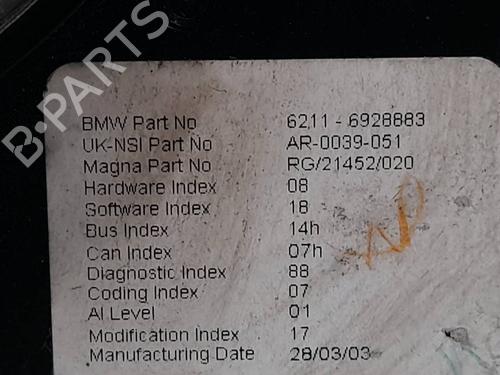 B-PARTS
BMW Part No 6211 - 6928883
UK-NSI Part No AR-0039-051
Magna Part No RG/21452/020
Hardware Index 08
Software Index 18
Bus Index 14h
Can Index 07h
Diagnostic Index 88
Coding Index 07
AI Level 01
Modification Index 17
Manufacturing Date 28/03/03